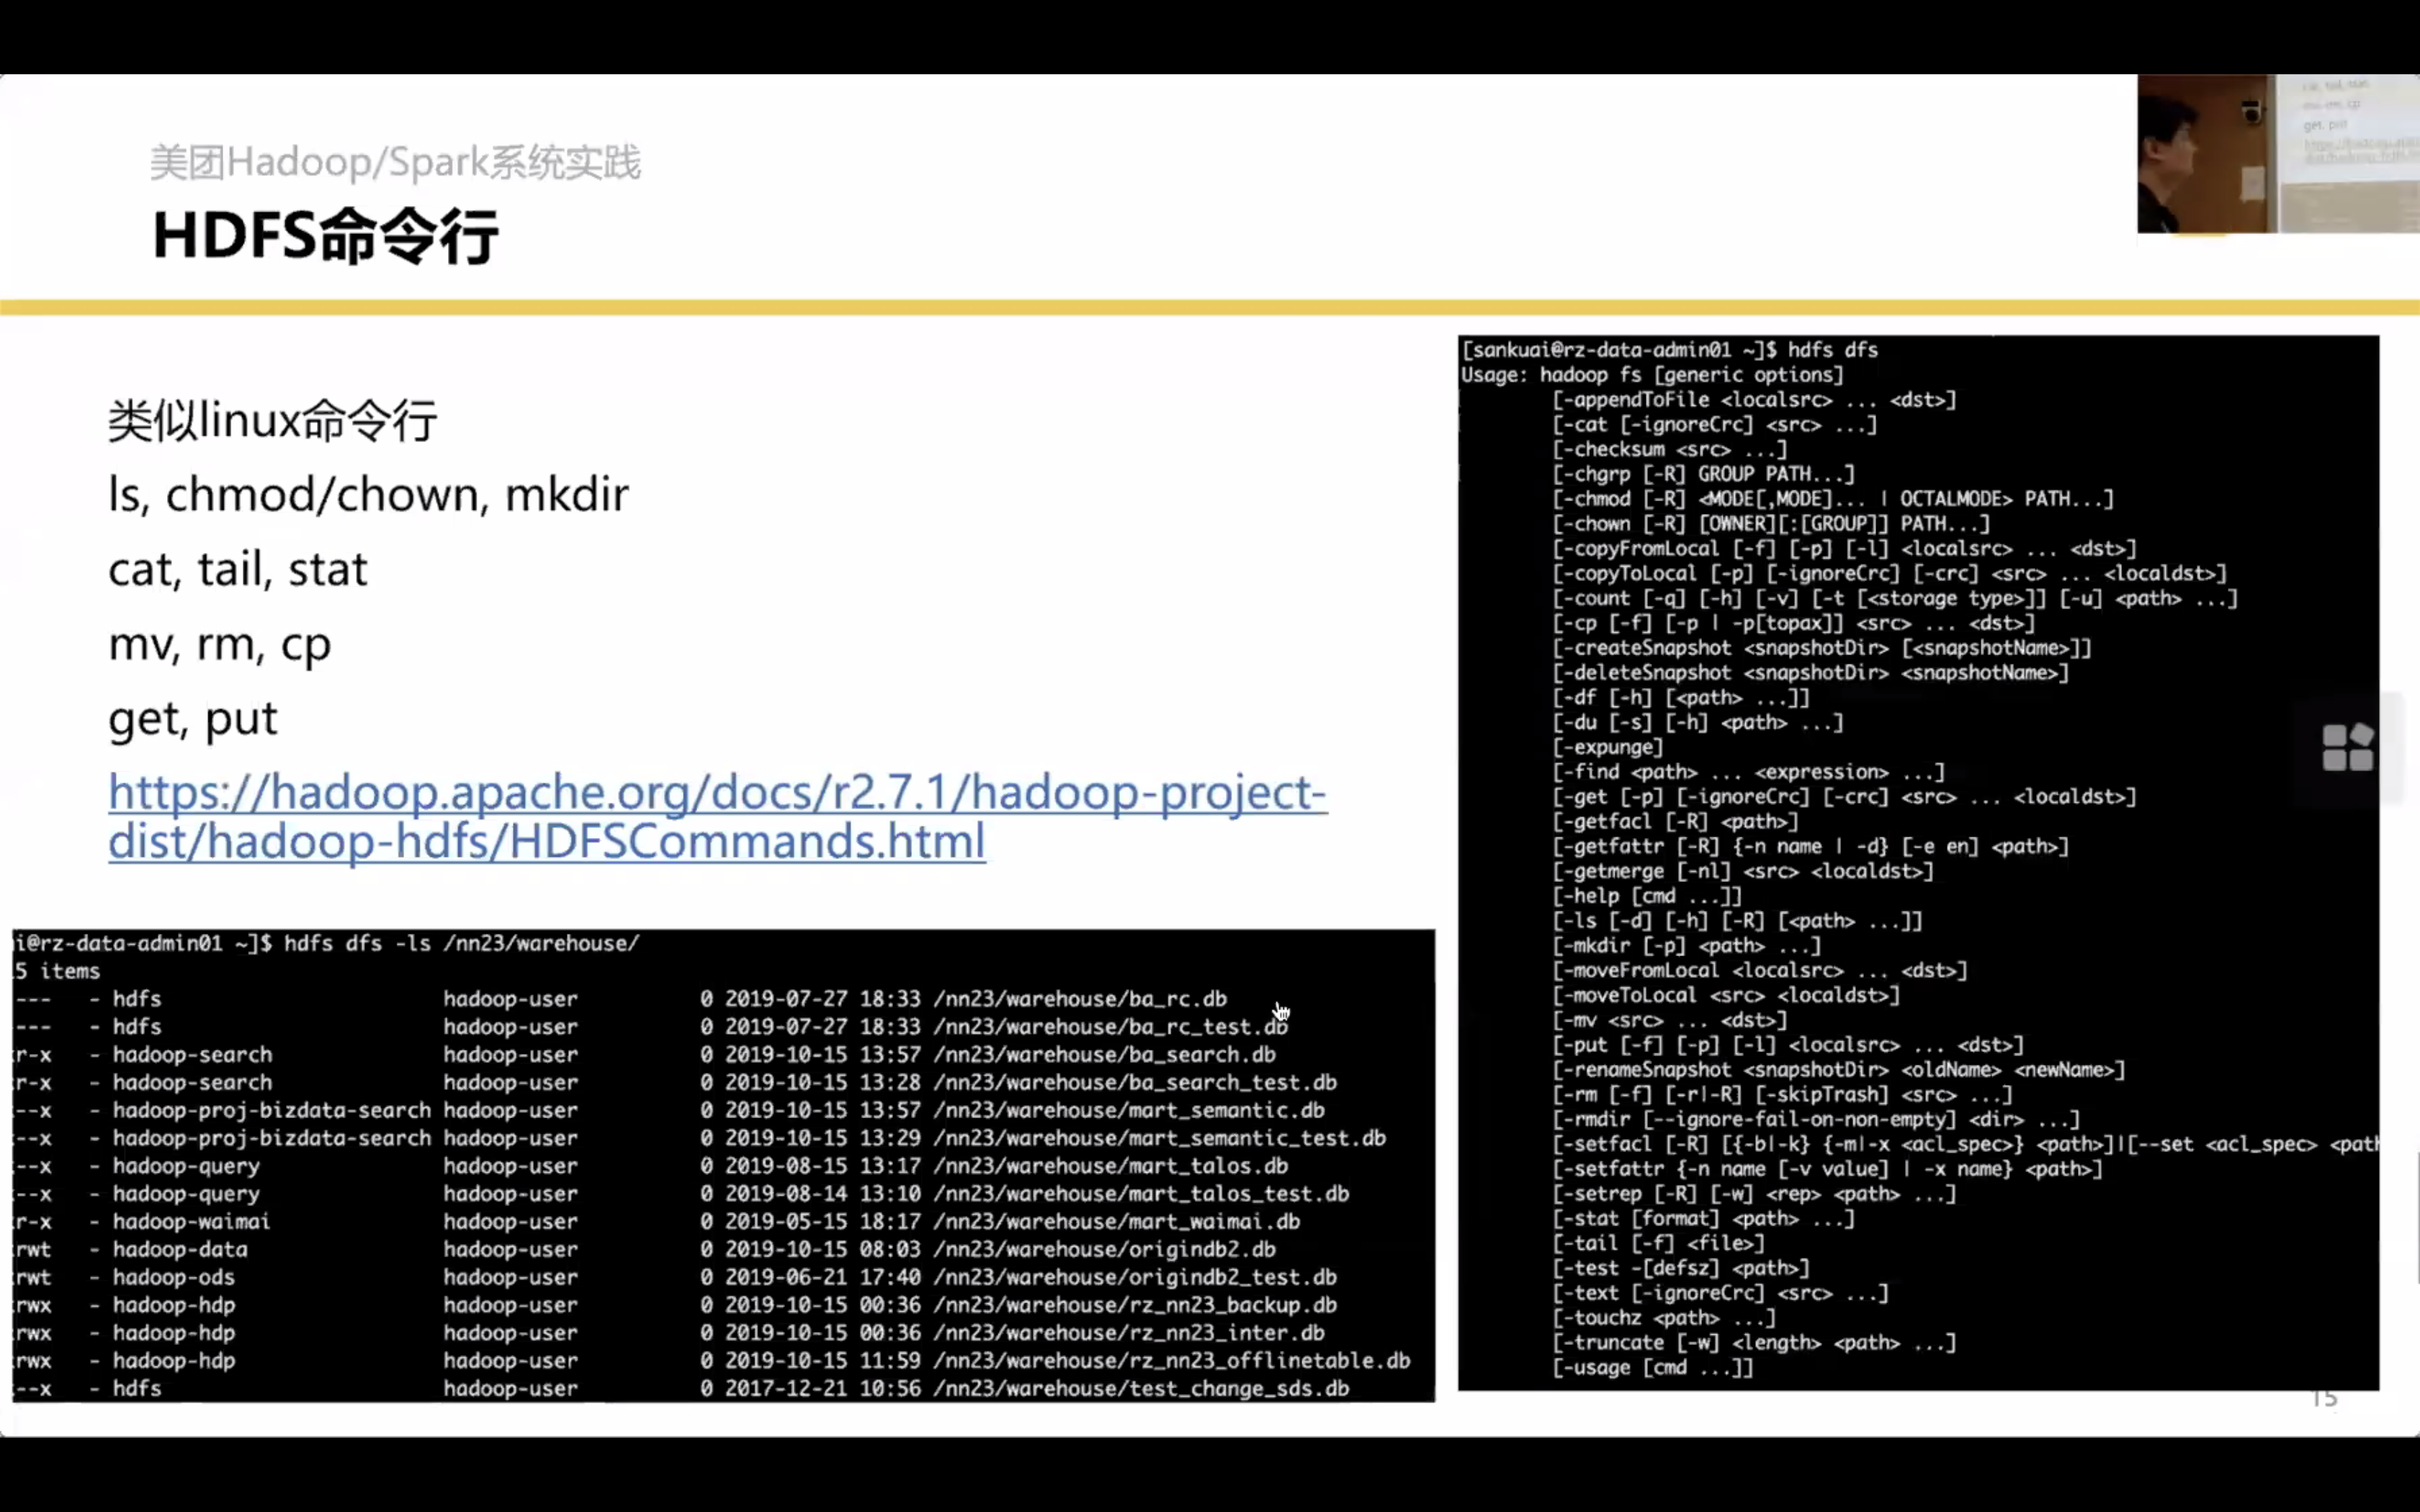 美团Hadoop/Spark系统实践
HDFS命令行
类似linux命令行
ls, chmod/chown, mkdir
cat, tail, stat
mv, rm, cp
get, put
https://hadoop.apache.org/docs/r2.7.1/hadoop-project-
dist/hadoop-hdfs/HDFSCommands.html
i@rz-data-admin01 ~]$ hdfs dfs -ls /nn23/warehouse/
5 items
--- - hdfs hadoop-user 0 2019-07-27 18:33 /nn23/warehouse/ba_rc.db
--- - hdfs hadoop-user 0 2019-07-27 18:33 /nn23/warehouse/ba_rc_test.db
r-x - hadoop-search hadoop-user 0 2019-10-15 13:57 /nn23/warehouse/ba_search.db
r-x - hadoop-search hadoop-user 0 2019-10-15 13:28 /nn23/warehouse/ba_search_test.db
--x - hadoop-proj-bizdata-search hadoop-user 0 2019-10-15 13:57 /nn23/warehouse/mart_semantic.db
--x - hadoop-proj-bizdata-search hadoop-user 0 2019-10-15 13:29 /nn23/warehouse/mart_semantic_test.db
--x - hadoop-query hadoop-user 0 2019-08-15 13:17 /nn23/warehouse/mart_talos.db
--x - hadoop-query hadoop-user 0 2019-08-14 13:10 /nn23/warehouse/mart_talos_test.db
r-x - hadoop-waimai hadoop-user 0 2019-05-15 18:17 /nn23/warehouse/mart_waimai.db
rwt - hadoop-data hadoop-user 0 2019-10-15 08:03 /nn23/warehouse/origindb2.db
rwt - hadoop-ods hadoop-user 0 2019-06-21 17:40 /nn23/warehouse/origindb2_test.db
rwx - hadoop-hdp hadoop-user 0 2019-10-15 00:36 /nn23/warehouse/rz_nn23_backup.db
rwx - hadoop-hdp hadoop-user 0 2019-10-15 00:36 /nn23/warehouse/rz_nn23_inter.db
rwx - hadoop-hdp hadoop-user 0 2019-10-15 11:59 /nn23/warehouse/rz_nn23_offlinetable.db
--x - hdfs hadoop-user 0 2017-12-21 10:56 /nn23/warehouse/test_change_sds.db
[sankuai@rz-data-admin01 ~]$ hdfs dfs
Usage: hadoop fs [generic options]
[-appendToFile <localsrc> ... <dst>]
[-cat [-ignoreCrc] <src> ...]
[-checksum <src> ...]
[-chgrp [-R] GROUP PATH...]
[-chmod [-R] <MODE[,MODE]... | OCTALMODE> PATH...]
[-chown [-R] [OWNER][:[GROUP]] PATH...]
[-copyFromLocal [-f] [-p] [-l] <localsrc> ... <dst>]
[-copyToLocal [-p] [-ignoreCrc] [-crc] <src> ... <localdst>]
[-count [-q] [-h] [-v] [-t [<storage type>]] [-u] <path> ...]
[-cp [-f] [-p | -p[topax]] <src> ... <dst>]
[-createSnapshot <snapshotDir> [<snapshotName>]]
[-deleteSnapshot <snapshotDir> <snapshotName>]
[-df [-h] [<path> ...]]
[-du [-s] [-h] <path> ...]
[-expunge]
[-find <path> ... <expression> ...]
[-get [-p] [-ignoreCrc] [-crc] <src> ... <localdst>]
[-getfacl [-R] <path>]
[-getfattr [-R] {-n name | -d} [-e en] <path>]
[-getmerge [-nl] <src> <localdst>]
[-help [cmd ...]]
[-ls [-d] [-h] [-R] [<path> ...]]
[-mkdir [-p] <path> ...]
[-moveFromLocal <localsrc> ... <dst>]
[-moveToLocal <src> <localdst>]
[-mv <src> ... <dst>]
[-put [-f] [-p] [-l] <localsrc> ... <dst>]
[-renameSnapshot <snapshotDir> <oldName> <newName>]
[-rm [-f] [-r|-R] [-skipTrash] <src> ...]
[-rmdir [--ignore-fail-on-non-empty] <dir> ...]
[-setfacl [-R] [{-b|-k} {-m|-x <acl_spec>} <path>]|[--set <acl_spec> <path
[-setfattr {-n name [-v value] | -x name} <path>]
[-setrep [-R] [-w] <rep> <path> ...]
[-stat [format] <path> ...]
[-tail [-f] <file>]
[-test -[defsz] <path>]
[-text [-ignoreCrc] <src> ...]
[-touchz <path> ...]
[-truncate [-w] <length> <path> ...]
[-usage [cmd ...]]
15